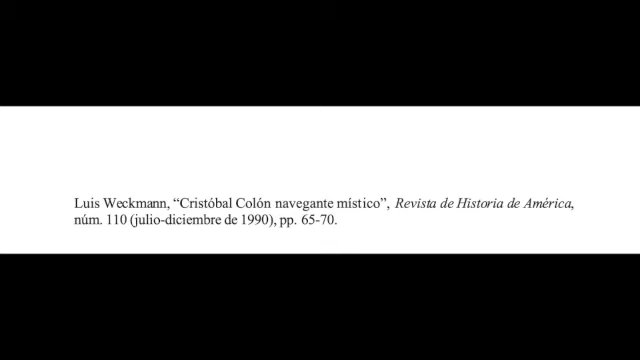 Luis Weckmann, “Cristóbal Colón navegante místico”, Revista de Historia de América,
núm. 110 (julio-diciembre de 1990), pp. 65-70.